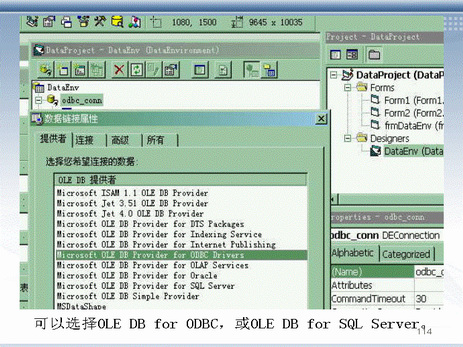 1080, 1500
9645 x 10035
Project - DataProject
DataProject - DataEnv (DataEnvironment)
DataEnv
odbc_conn
DataProject (DataP
Forms
Form1 (Form1.
Form2 (Form2.
frmDataEnv (frmDa
Designers
DataEnv (Data
数据链接属性
提供者
连接
高级
所有
选择您希望连接的数据:
OLE DB 提供者
Microsoft ISAM 1.1 OLE DB Provider
Microsoft Jet 3.51 OLE DB Provider
Microsoft Jet 4.0 OLE DB Provider
Microsoft OLE DB Provider for DTS Packages
Microsoft OLE DB Provider for Indexing Service
Microsoft OLE DB Provider for Internet Publishing
Microsoft OLE DB Provider for ODBC Drivers
Microsoft OLE DB Provider for OLAP Services
Microsoft OLE DB Provider for Oracle
Microsoft OLE DB Provider for SQL Server
Microsoft OLE DB Simple Provider
MSDataShape
roperties - odbc_conn
odbc_conn DEConnection
Alphabetic
Categorized
(Name) odbc_c
Attributes
CommandTimeout 30
可以选择OLE DB for ODBC，或OLE DB for SQL Server。